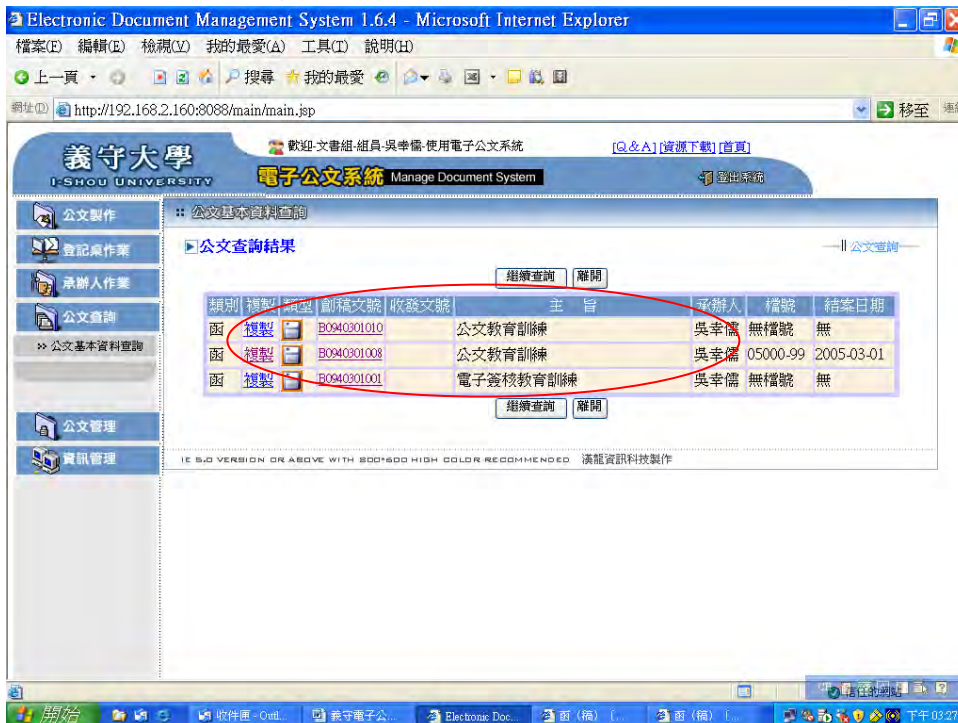 Electronic Document Management System 1.6.4 - Microsoft Internet Explorer
檔案(F) 編輯(E) 檢視(V) 我的最愛(A) 工具(T) 說明(H)
上一頁 搜尋 我的最愛
網址(D) http://192.168.2.160:8088/main/main.jsp 移至
義守大學
I-SHOU UNIVERSITY
歡迎-文書組-組員-吳幸儒-使用電子公文系統 [Q&A] [資源下載] [首頁]
電子公文系統 Manage Document System 登出系統
公文製作
登記桌作業
承辦人作業
公文查詢
>> 公文基本資料查詢
公文管理
資訊管理
:: 公文基本資料查詢
公文查詢結果 公文查詢
繼續查詢 離開
類別 複製 類型 創稿文號 收發文號 主 旨 承辦人 檔號 結案日期
函 複製 B0940301010 公文教育訓練 吳幸儒 無檔號 無
函 複製 B0940301008 公文教育訓練 吳幸儒 05000-99 2005-03-01
函 複製 B0940301001 電子簽核教育訓練 吳幸儒 無檔號 無
繼續查詢 離開
IE 5.0 VERSION OR ABOVE WITH 800*600 HIGH COLOR RECOMMENDED 漢龍資訊科技製作
信任的網站
開始 收件匣 - Outl... 義守電子公... Electronic Doc... 函（稿）[... 函（稿）[... 下午 03:27